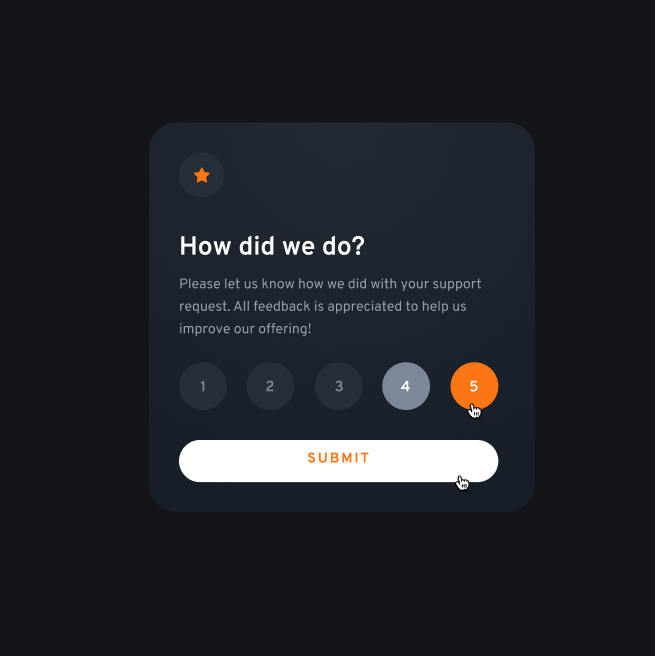 How did we do?
Please let us know how we did with your support
request. All feedback is appreciated to help us
improve our offering!
1 2 3 4 5
SUBMIT